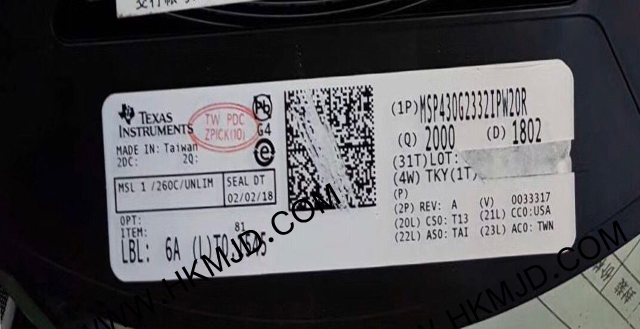 TEXAS
INSTRUMENTS
TW PDC
ZPICK(10)
Pb
G4
e
MADE IN: Taiwan
2DC: 2Q:
MSL 1 /260C/UNLIM
SEAL DT
02/02/18
OPT:
ITEM: 81
LBL: 6A (L)TO
(1P) MSP430G2332IPW20R
(Q) 2000 (D) 1802
(31T)LOT:
(4W) TKY(1T)
(P)
(2P) REV: A (V) 0033317
(20L) CSO: T13 (21L) CCO:USA
(22L) ASO: TAI (23L) ACO: TWN
WWW.HKMJD.COM
WWW.HKMJD.COM